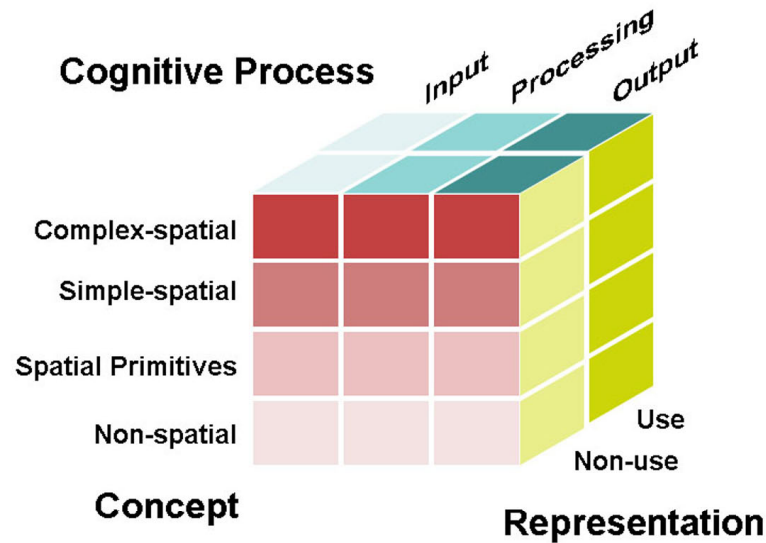 Cognitive Process
Input
Processing
Output
Complex-spatial
Simple-spatial
Spatial Primitives
Non-spatial
Concept
Use
Non-use
Representation